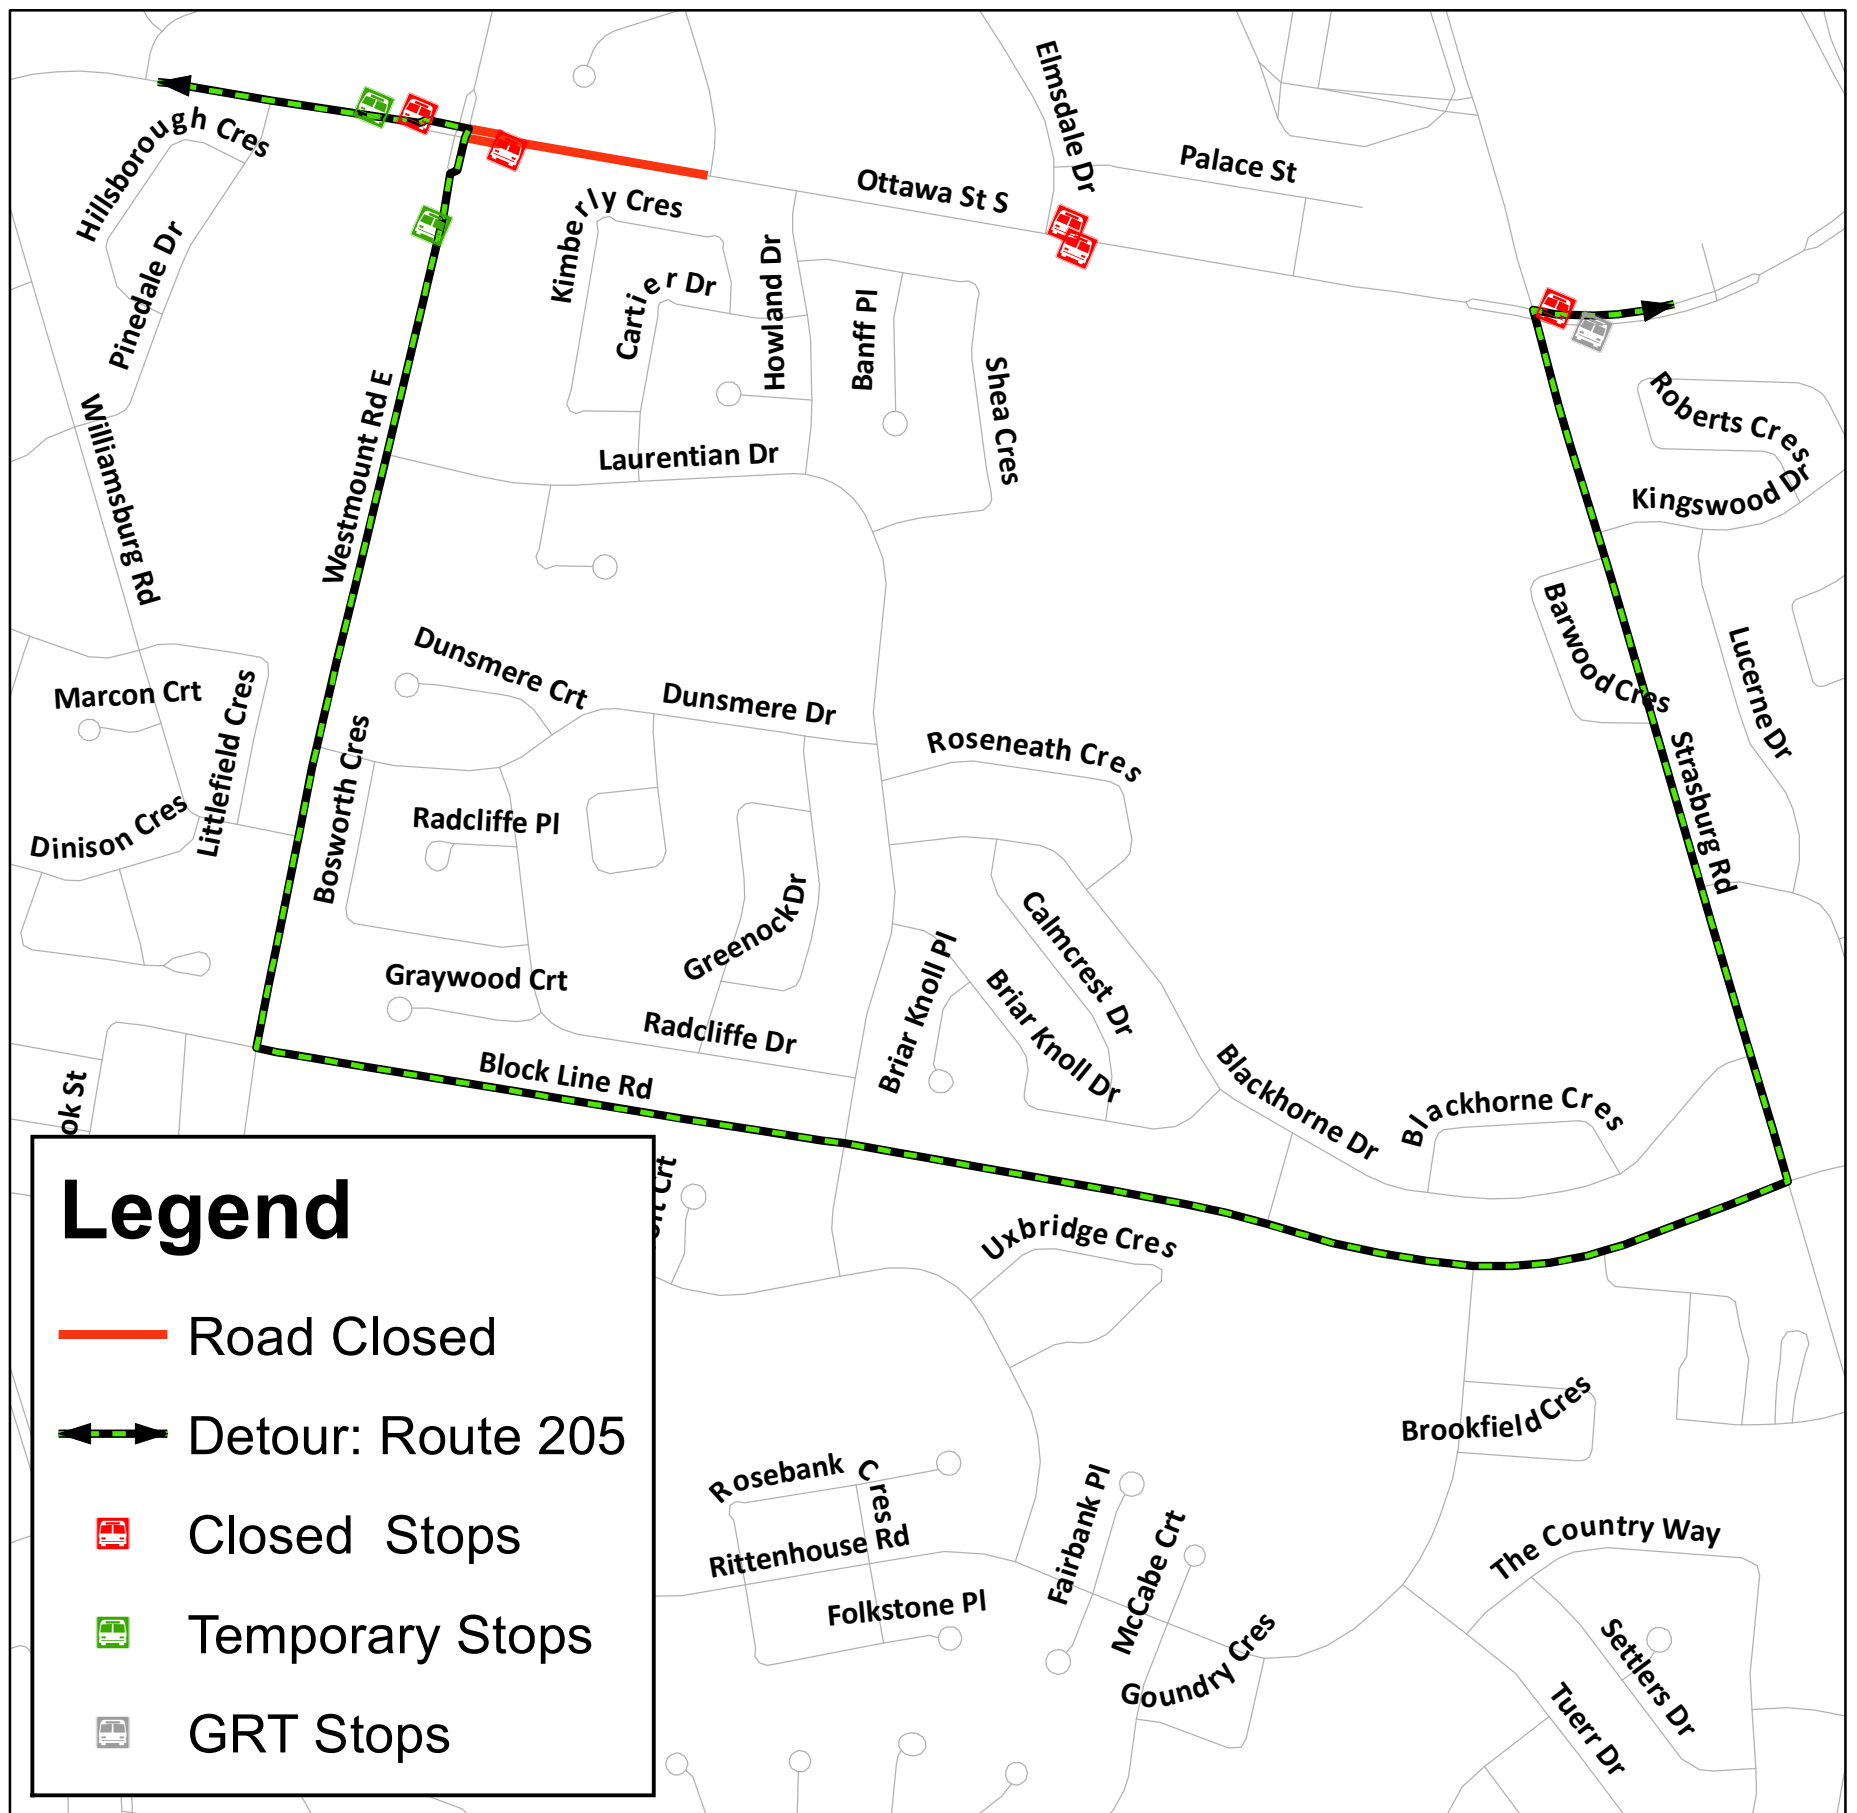 Elmsdale Dr
Palace St
Ottawa St S
Hillsborough Cres
Kimberly Cres
Pinedale Dr
Cartier Dr
Howland Dr
Banff Pl
Shea Cres
Roberts Cres
Kingswood Dr
Williamsburg Rd
Westmount Rd E
Laurentian Dr
Barwood Cres
Lucerne Dr
Marcon Crt
Littlefield Cres
Dunsmere Crt
Dunsmere Dr
Roseneath Cres
Strasburg Rd
Dinison Cres
Bosworth Cres
Radcliffe Pl
Greenock Dr
Calmcrest Dr
Graywood Crt
Briar Knoll Pl
Briar Knoll Dr
Radcliffe Dr
Block Line Rd
Blackhorne Dr
Blackhorne Cres
ok St
Crt
Uxbridge Cres
Brookfield Cres
Rosebank Cres
Rittenhouse Rd
Fairbank Pl
McCabe Crt
The Country Way
Folkstone Pl
Goundry Cres
Settlers Dr
Tuerr Dr
Legend
Road Closed
Detour: Route 205
Closed Stops
Temporary Stops
GRT Stops